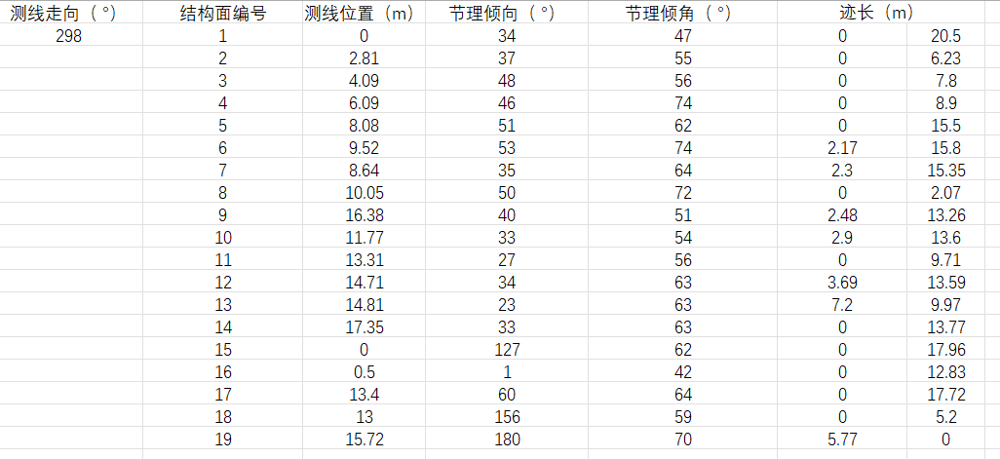 测线走向（ °） 结构面编号 测线位置（m） 节理倾向（ °） 节理倾角（ °） 迹长（m）
298 1 0 34 47 0 20.5
2 2.81 37 55 0 6.23
3 4.09 48 56 0 7.8
4 6.09 46 74 0 8.9
5 8.08 51 62 0 15.5
6 9.52 53 74 2.17 15.8
7 8.64 35 64 2.3 15.35
8 10.05 50 72 0 2.07
9 16.38 40 51 2.48 13.26
10 11.77 33 54 2.9 13.6
11 13.31 27 56 0 9.71
12 14.71 34 63 3.69 13.59
13 14.81 23 63 7.2 9.97
14 17.35 33 63 0 13.77
15 0 127 62 0 17.96
16 0.5 1 42 0 12.83
17 13.4 60 64 0 17.72
18 13 156 59 0 5.2
19 15.72 180 70 5.77 0